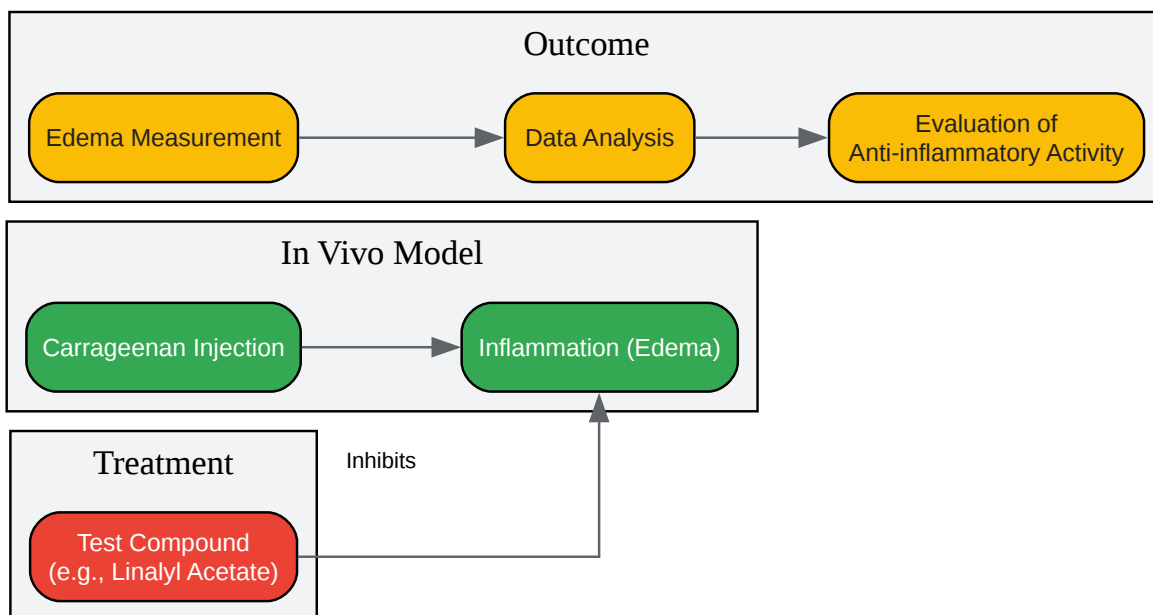 Outcome
Edema Measurement
Data Analysis
Evaluation of
Anti-inflammatory Activity
In Vivo Model
Carrageenan Injection
Inflammation (Edema)
Treatment
Inhibits
Test Compound
(e.g., Linalyl Acetate)